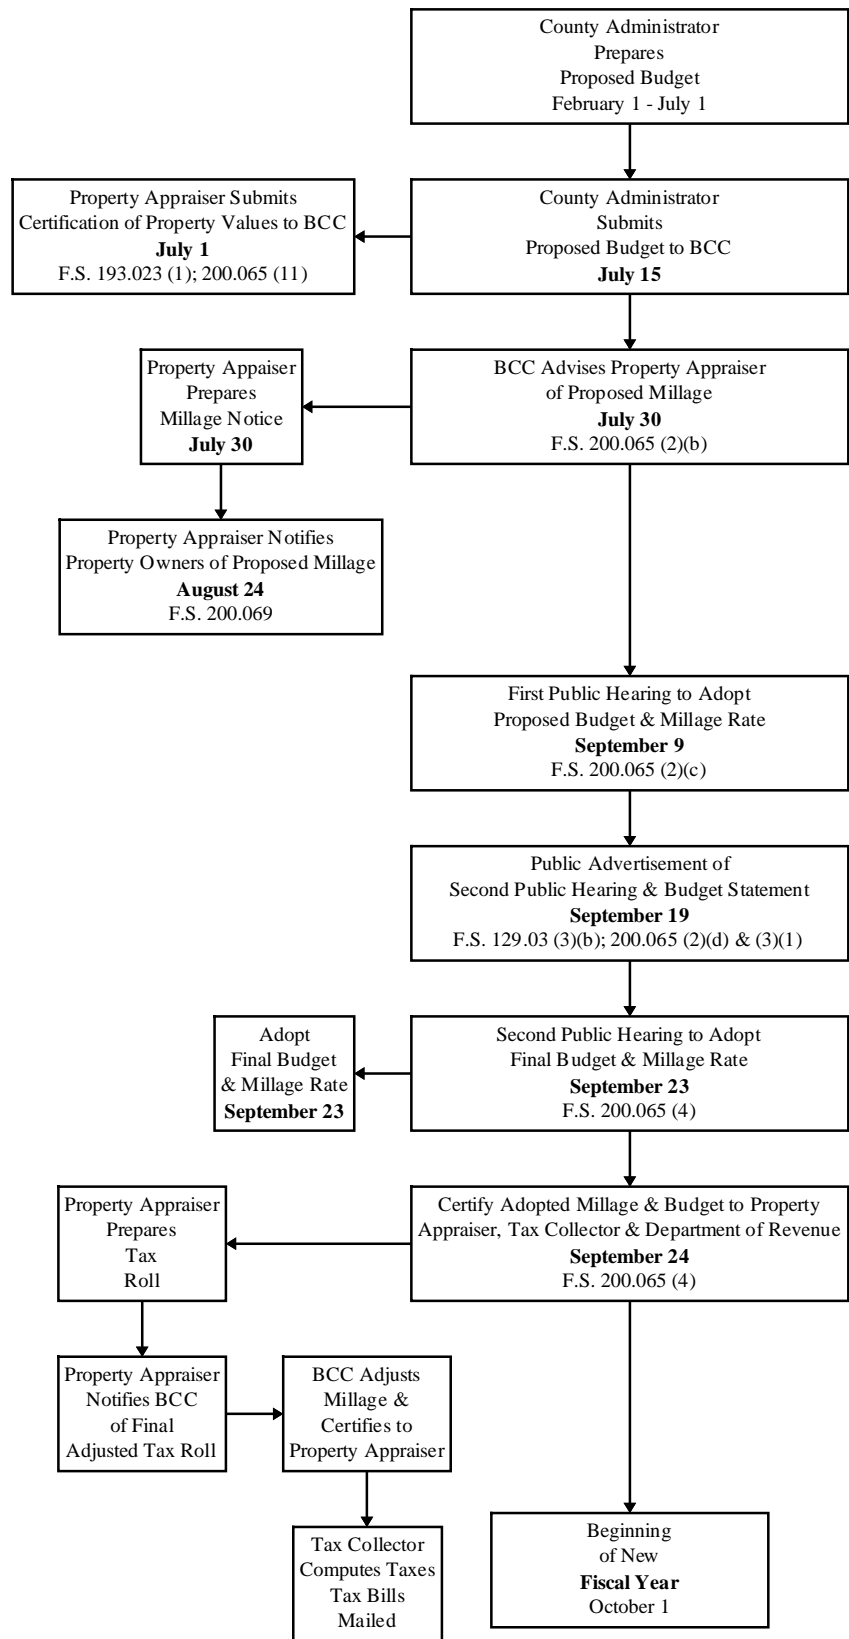 County Administrator
Prepares
Proposed Budget
February 1 - July 1
Property Appraiser Submits
Certification of Property Values to BCC
July 1
F.S. 193.023 (1); 200.065 (11)
County Administrator
Submits
Proposed Budget to BCC
July 15
Property Appaiser
Prepares
Millage Notice
July 30
BCC Advises Property Appraiser
of Proposed Millage
July 30
F.S. 200.065 (2)(b)
Property Appraiser Notifies
Property Owners of Proposed Millage
August 24
F.S. 200.069
First Public Hearing to Adopt
Proposed Budget & Millage Rate
September 9
F.S. 200.065 (2)(c)
Public Advertisement of
Second Public Hearing & Budget Statement
September 19
F.S. 129.03 (3)(b); 200.065 (2)(d) & (3)(1)
Adopt
Final Budget
& Millage Rate
September 23
Second Public Hearing to Adopt
Final Budget & Millage Rate
September 23
F.S. 200.065 (4)
Property Appraiser
Prepares
Tax
Roll
Certify Adopted Millage & Budget to Property
Appraiser, Tax Collector & Department of Revenue
September 24
F.S. 200.065 (4)
Property Appraiser
Notifies BCC
of Final
Adjusted Tax Roll
BCC Adjusts
Millage &
Certifies to
Property Appraiser
Tax Collector
Computes Taxes
Tax Bills
Mailed
Beginning
of New
Fiscal Year
October 1